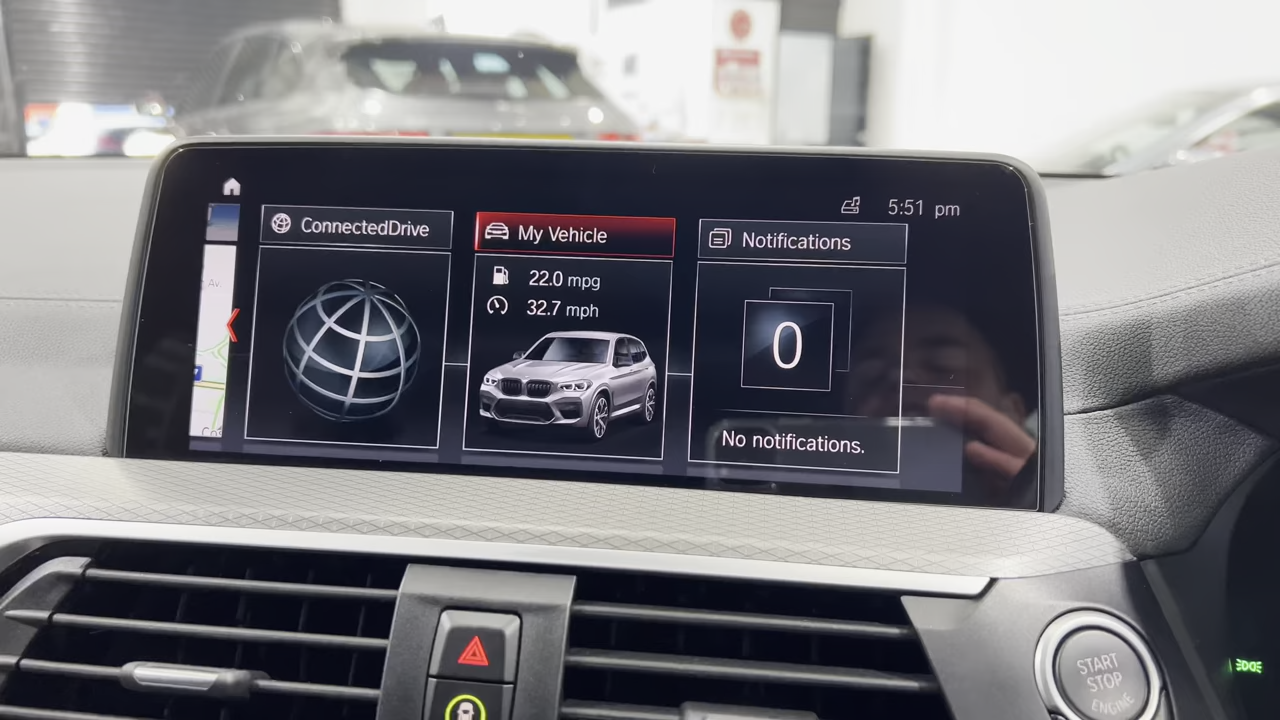 5:51 pm
ConnectedDrive
My Vehicle
Notifications
Av.
22.0 mpg
32.7 mph
0
No notifications.
START
STOP
ENGINE